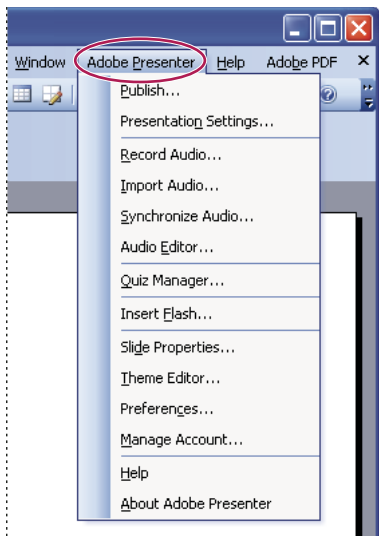 Window Adobe Presenter Help Adobe PDF ×
Publish...
Presentation Settings...
Record Audio...
Import Audio...
Synchronize Audio...
Audio Editor...
Quiz Manager...
Insert Flash...
Slide Properties...
Theme Editor...
Preferences...
Manage Account...
Help
About Adobe Presenter